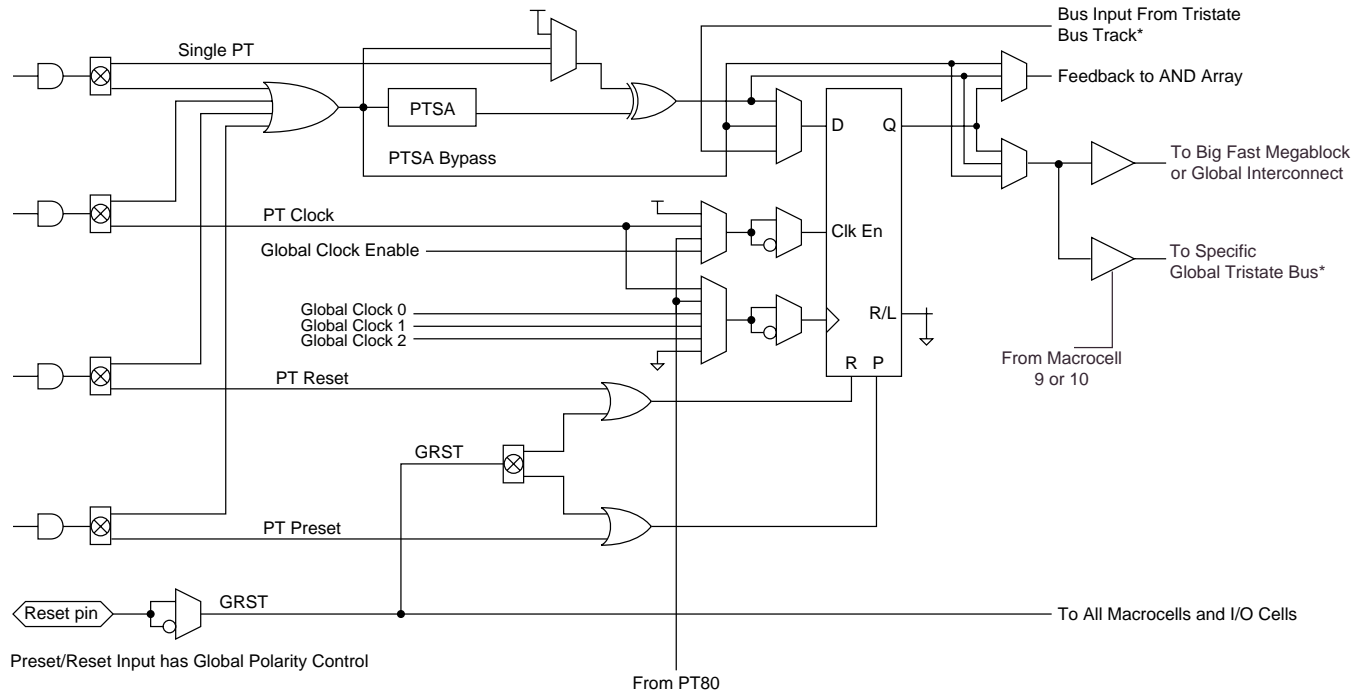 Bus Input From Tristate
Bus Track*
Single PT
Feedback to AND Array
PTSA
D
Q
PTSA Bypass
To Big Fast Megablock
or Global Interconnect
PT Clock
Clk En
Global Clock Enable
To Specific
Global Tristate Bus*
Global Clock 0
Global Clock 1
Global Clock 2
R/L
From Macrocell
9 or 10
R P
PT Reset
GRST
PT Preset
Reset pin
GRST
To All Macrocells and I/O Cells
Preset/Reset Input has Global Polarity Control
From PT80